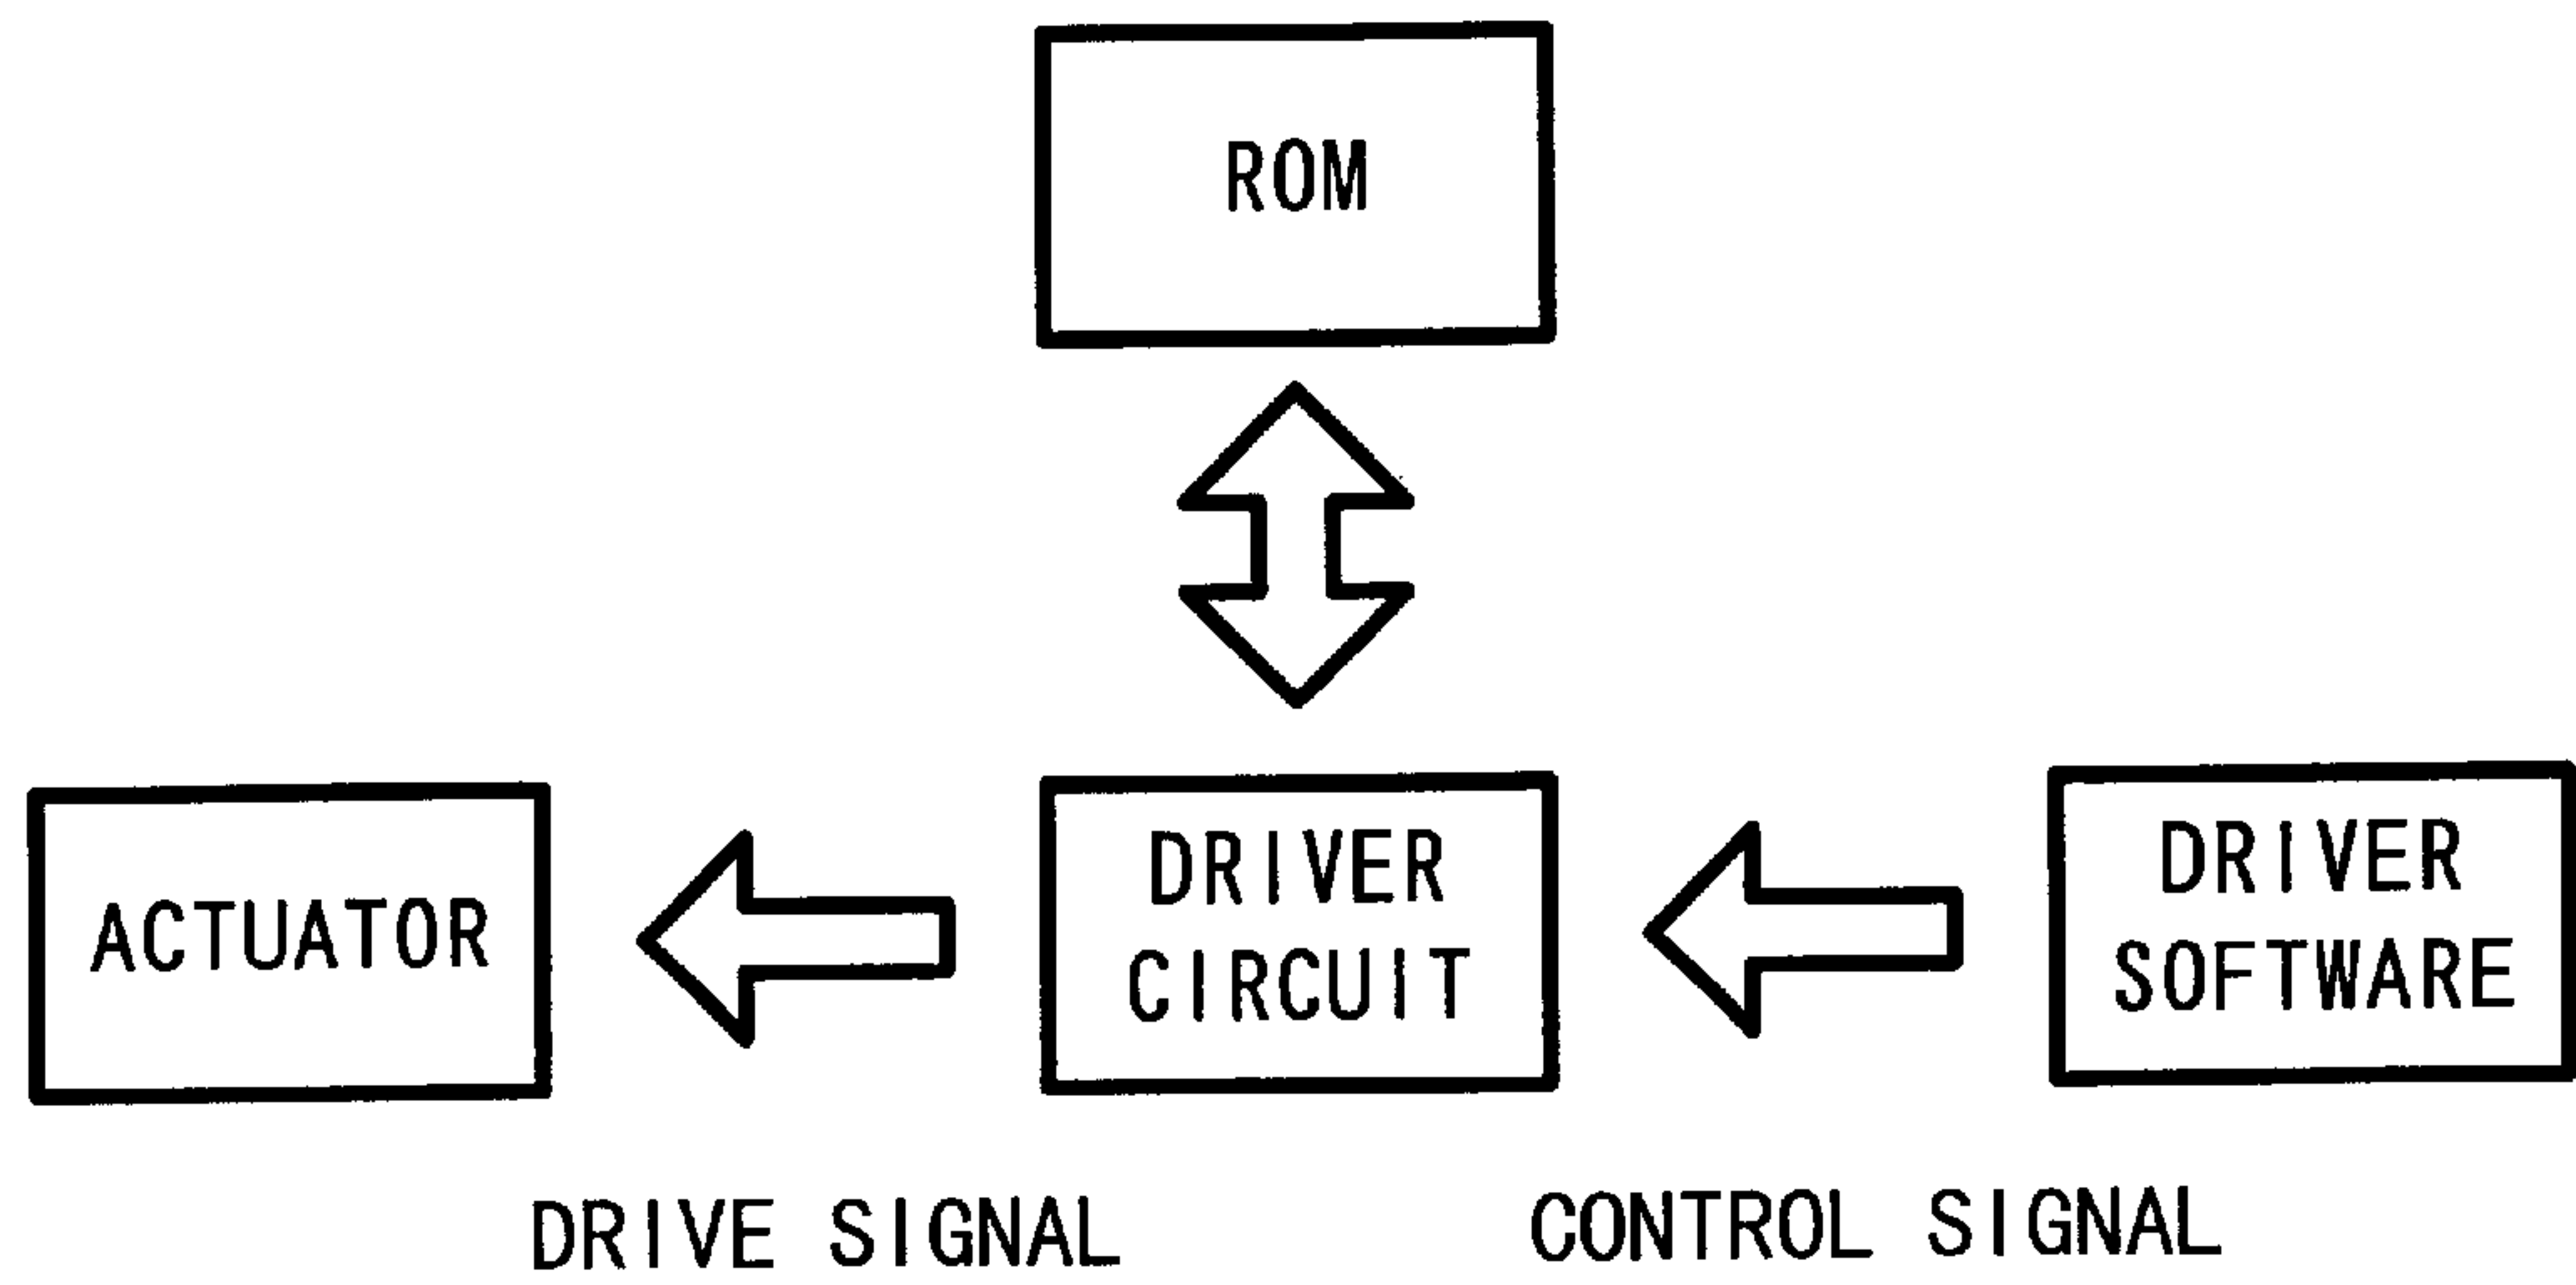 ROM
ACTUATOR
DRIVER
CIRCUIT
DRIVER
SOFTWARE
DRIVE SIGNAL
CONTROL SIGNAL